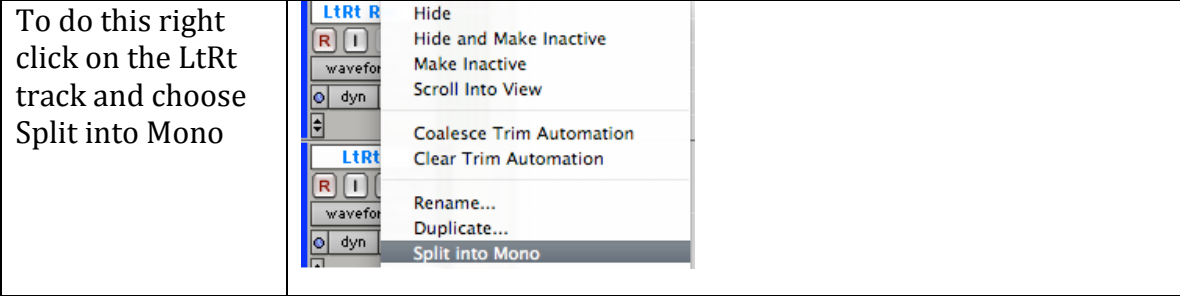 To do this right
click on the LtRt
track and choose
Split into Mono
LtRt R
R I
wavefor
dyn
LtRt
R I
wavefor
dyn
Hide
Hide and Make Inactive
Make Inactive
Scroll Into View
Coalesce Trim Automation
Clear Trim Automation
Rename...
Duplicate...
Split into Mono